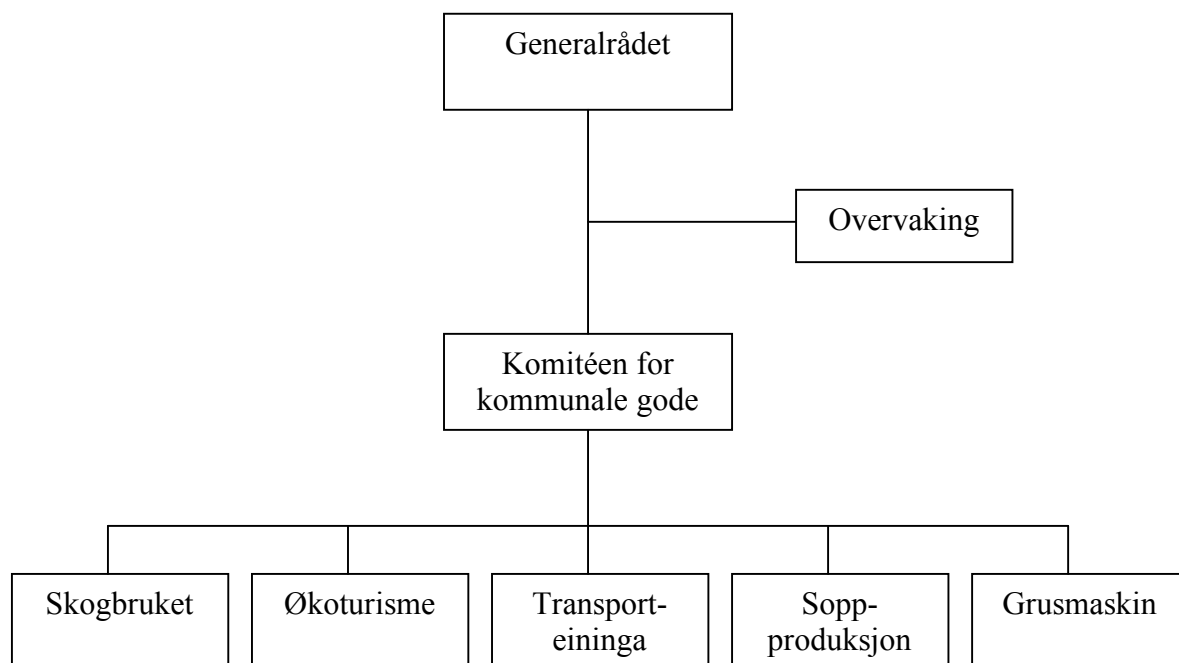 Generalrådet
Overvaking
Komitéen for
kommunale gode
Skogbruket
Økoturisme
Transport-
eininga
Sopp-
produksjon
Grusmaskin